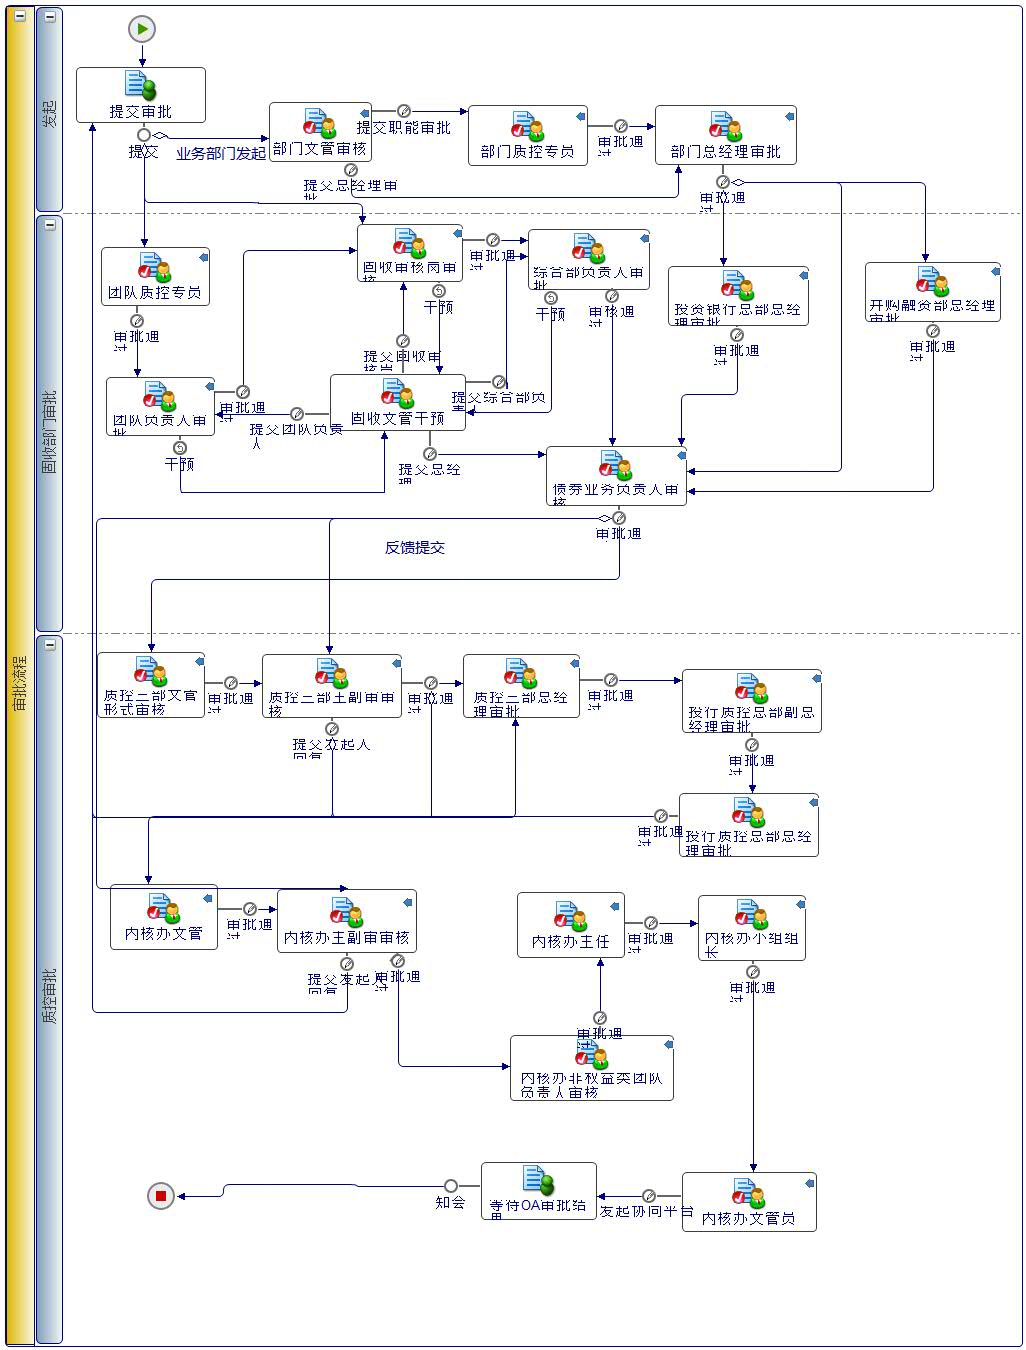 审批流程
发起
提交审批
提交
业务部门发起
部门文管审核
提交职能审批
部门质控专员
审批通过
部门总经理审批
提交总经理审批
审批通过
固收部门审批
团队质控专员
审批通过
固收审核岗审核
审批通过
干预
综合部负责人审批
干预
审核通过
投资银行总部总经理审批
审批通过
并购融资部总经理审批
审批通过
团队负责人审批
审批通过
干预
提交团队负责人
提交固收审核岗
固收文管干预
提交综合部负责
提交总经理
债券业务负责人审核
审批通过
反馈提交
质控审批
质控二部文官形式审核
审批通过
质控二部主副审审核
审批通过
提交发起人回复
质控二部总经理审批
审批通过
投行质控总部副总经理审批
审批通过
投行质控总部总经理审批
审批通过
内核办文管
审批通过
内核办主副审审核
提交发起人回复
审批通过
内核办主任
审批通过
内核办小组组长
审批通过
审批通过
内核办非权益类团队负责人审核
知会
等待OA审批结果
发起协同平台
内核办文管员